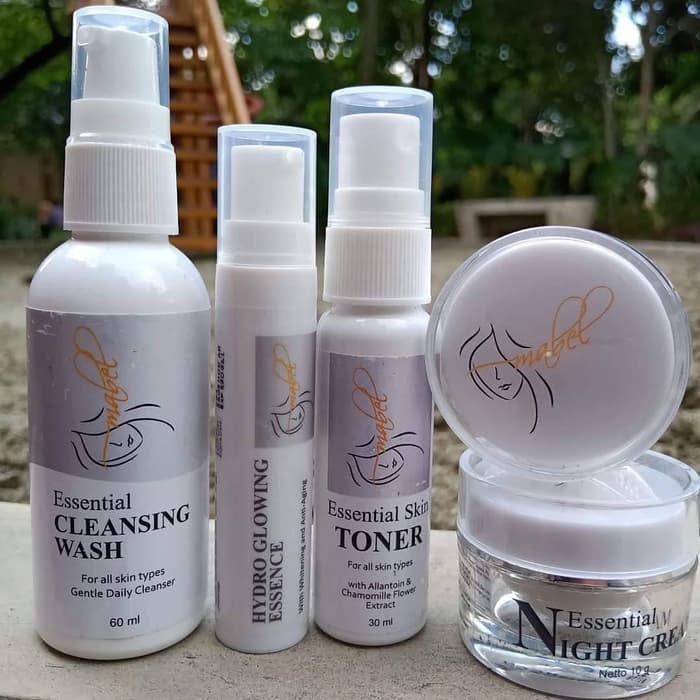 Amabel
Essential
CLEANSING
WASH
For all skin types
Gentle Daily Cleanser
60 ml
Amabel
HYDRO GLOWING
ESSENCE
With Whitening and Anti-Aging
Amabel
Essential Skin
TONER
For all skin types
with Allantoin &
Chamomille Flower
Extract
30 ml
Amabel
Essential
NIGHT CREA
Netto 10 g